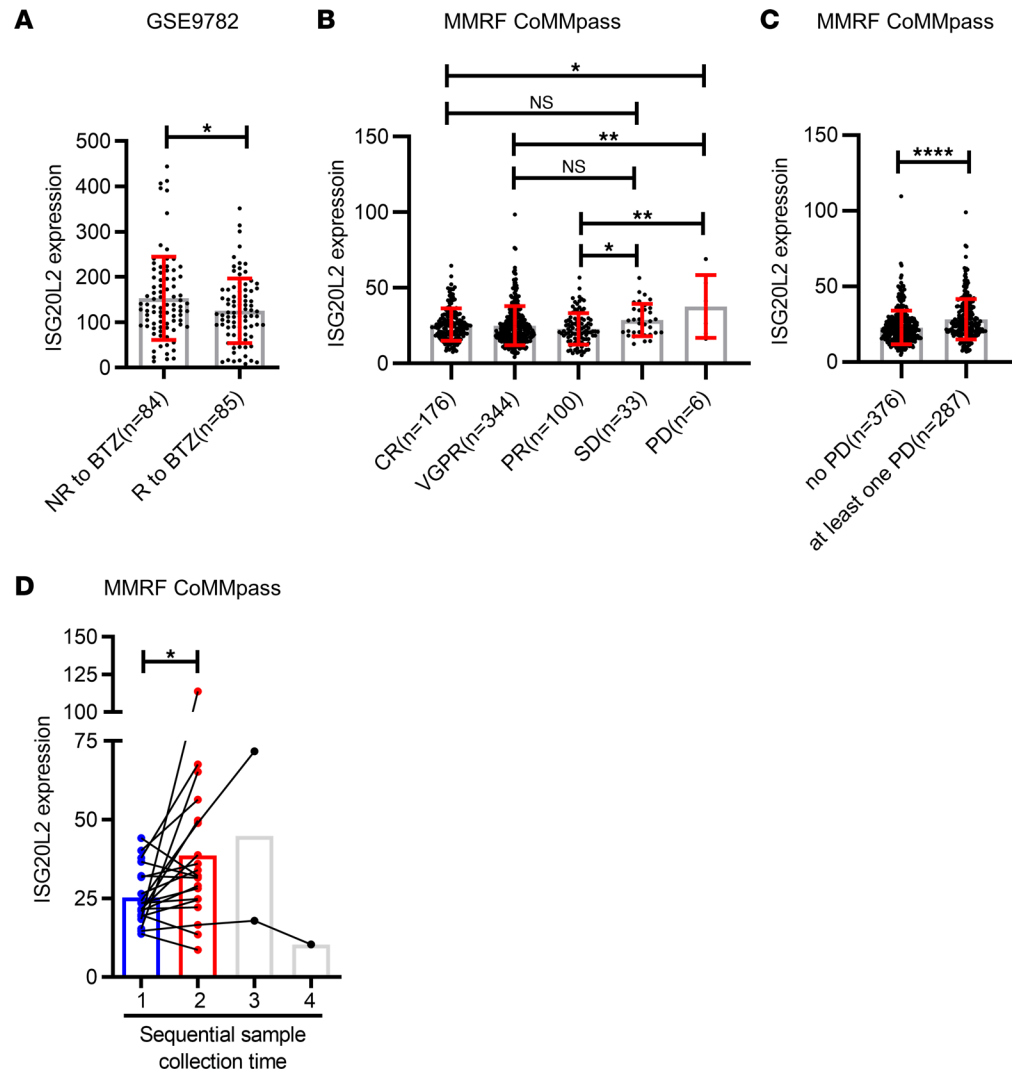 A
GSE9782
ISG20L2 expression
500
400
300
200
100
0
*
NR to BTZ(n=84)
R to BTZ(n=85)
B
MMRF CoMMpass
ISG20L2 expressoin
150
100
50
0
*
NS
**
NS
**
*
CR(n=176)
VGPR(n=344)
PR(n=100)
SD(n=33)
PD(n=6)
C
MMRF CoMMpass
ISG20L2 expressoin
150
100
50
0
****
no PD(n=376)
at least one PD(n=287)
D
MMRF CoMMpass
ISG20L2 expression
150
125
100
75
50
25
0
*
1 2 3 4
Sequential sample
collection time